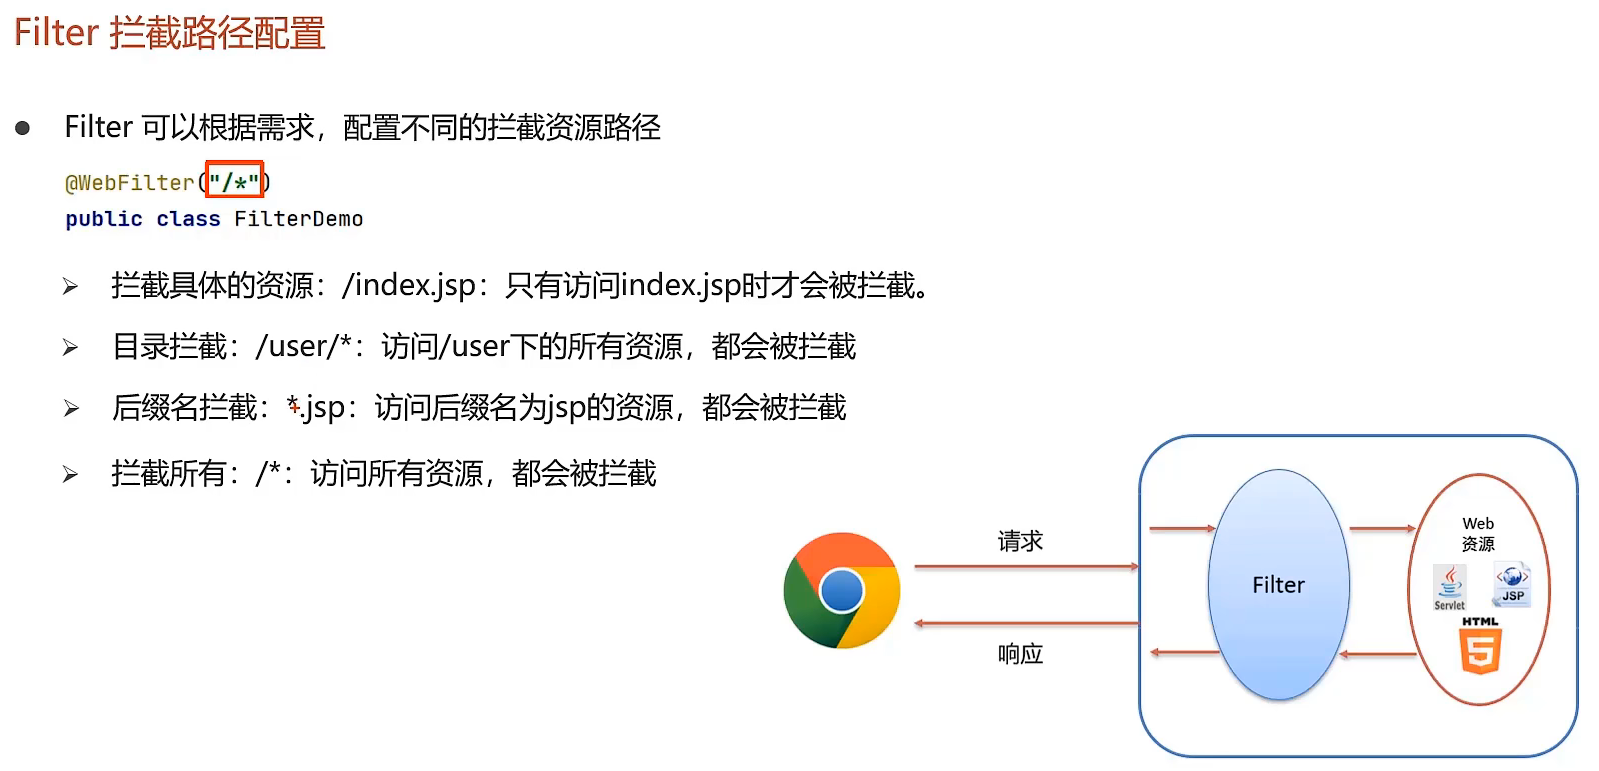 Filter 拦截路径配置
Filter 可以根据需求，配置不同的拦截资源路径
@WebFilter("/*")
public class FilterDemo
拦截具体的资源：/index.jsp：只有访问index.jsp时才会被拦截。
目录拦截：/user/*：访问/user下的所有资源，都会被拦截
后缀名拦截：*.jsp：访问后缀名为jsp的资源，都会被拦截
拦截所有：/*：访问所有资源，都会被拦截
请求
响应
Filter
Web
资源
Servlet
JSP
HTML
5